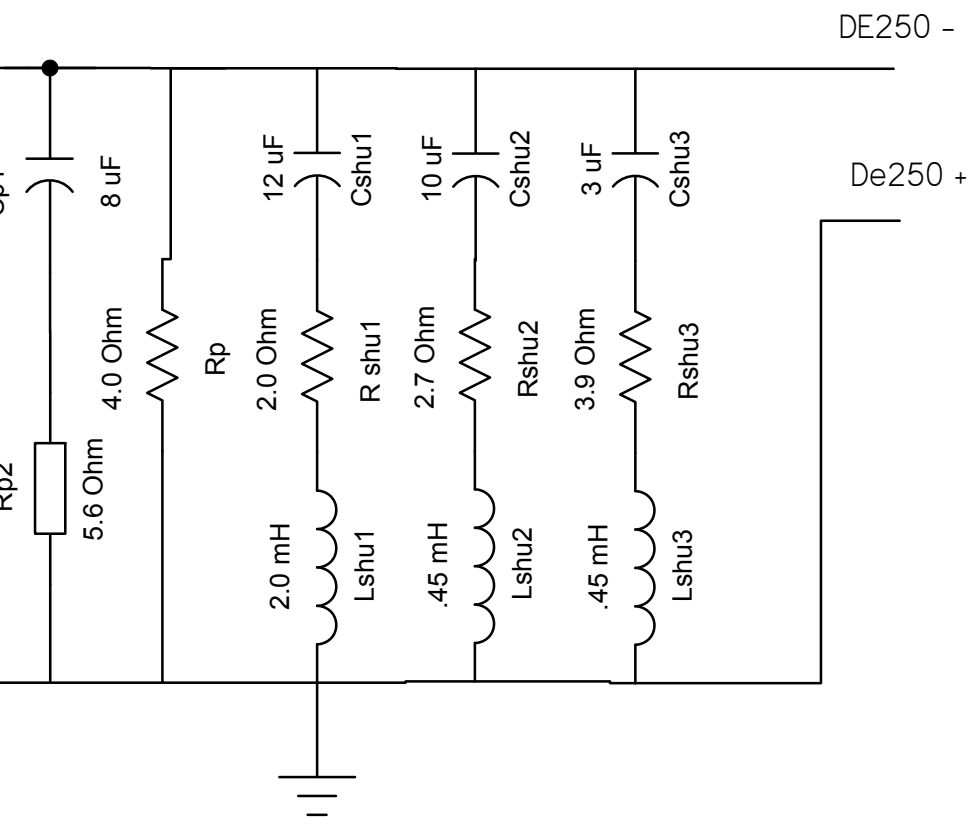 DE250 -
De250 +
8 uF
12 uF
Cshu1
10 uF
Cshu2
3 uF
Cshu3
4.0 Ohm
Rp
2.0 Ohm
R shu1
2.7 Ohm
Rshu2
3.9 Ohm
Rshu3
Rp2
5.6 Ohm
2.0 mH
Lshu1
.45 mH
Lshu2
.45 mH
Lshu3